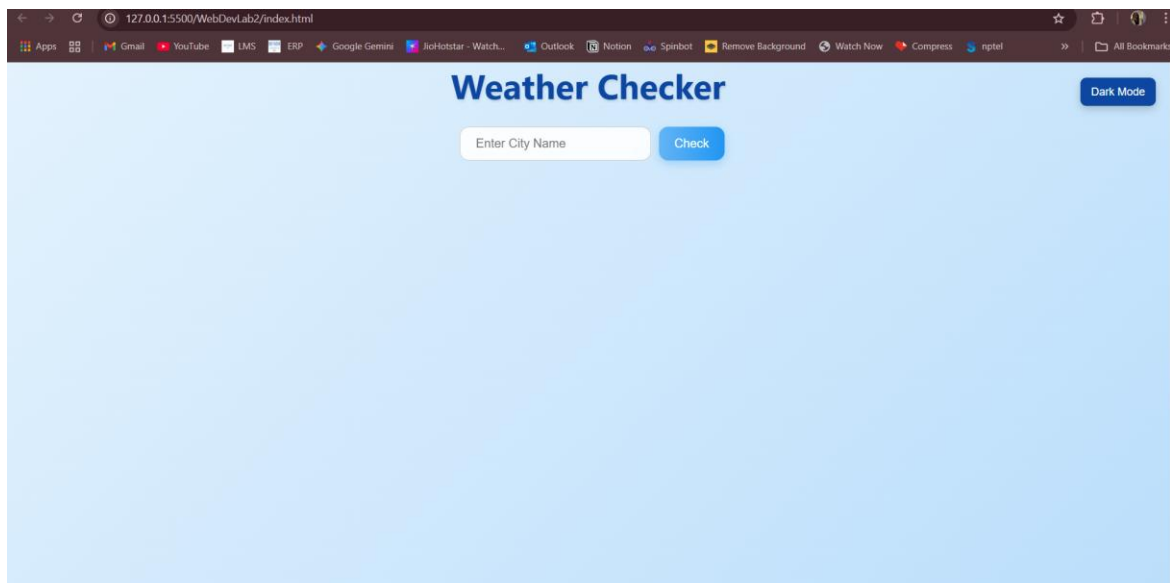 127.0.0.1:5500/WebDevLab2/index.html
Apps Gmail YouTube LMS ERP Google Gemini JioHotstar - Watch... Outlook Notion Spinbot Remove Background Watch Now Compress nptel » All Bookmarks
Weather Checker
Dark Mode
Enter City Name Check